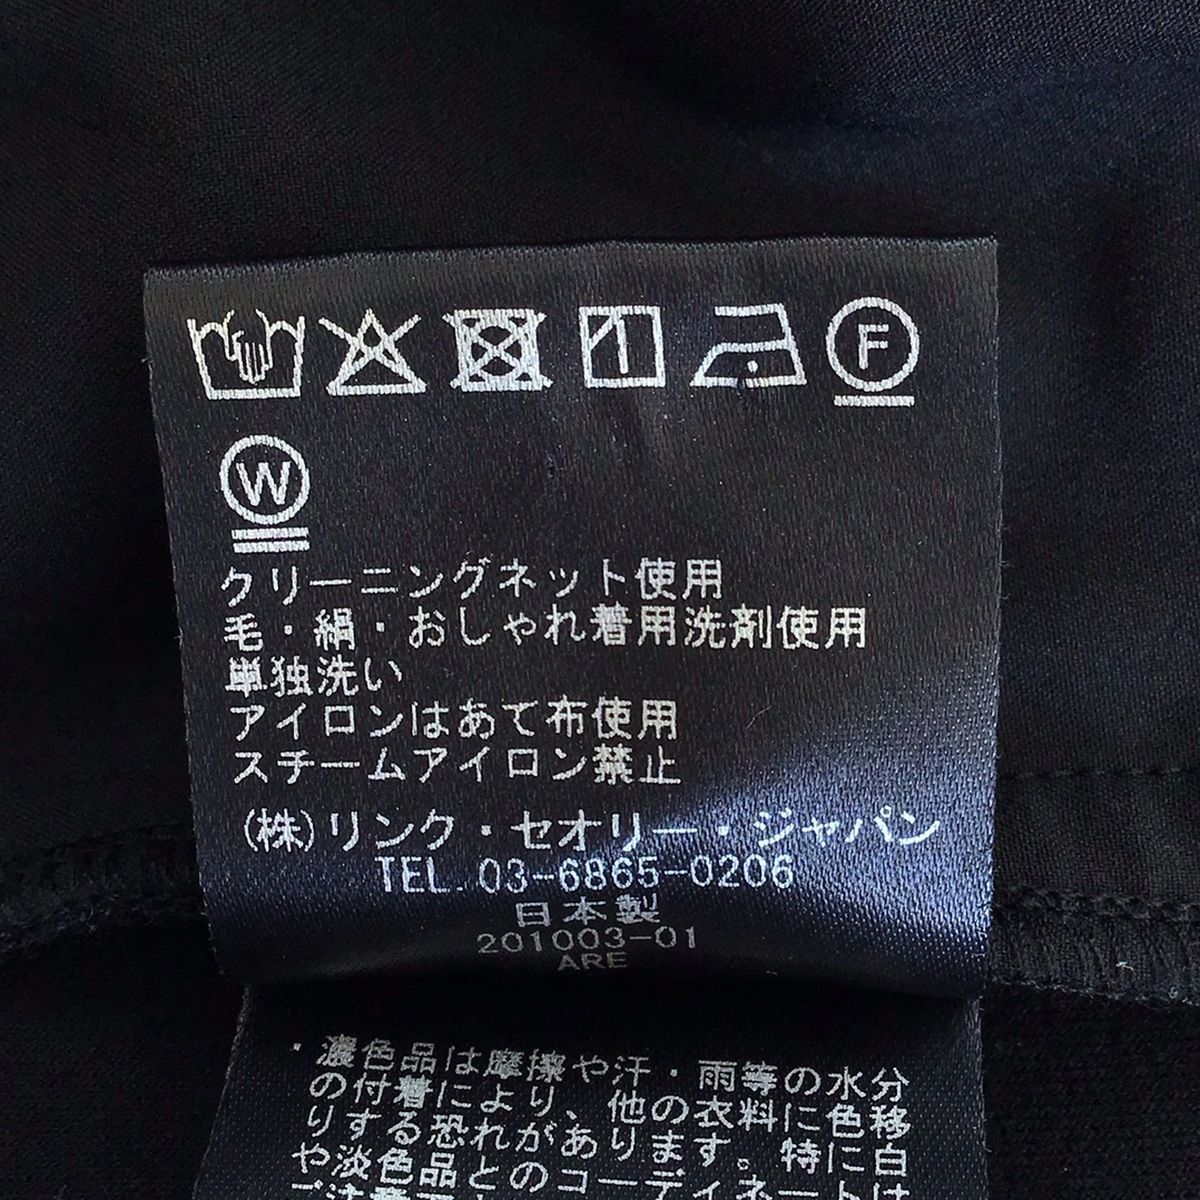 F
W
クリーニングネット使用
毛・絹・おしゃれ着用洗剤使用
単独洗い
アイロンはあて布使用
スチームアイロン禁止
(株)リンク・セオリー・ジャパン
TEL. 03-6865-0206
日本製
201003-01
ARE
・濃色品は摩擦や汗・雨等の水分
の付着により、他の衣料に色移
りする恐れがあります。特に白
や淡色品とのコーディネートは